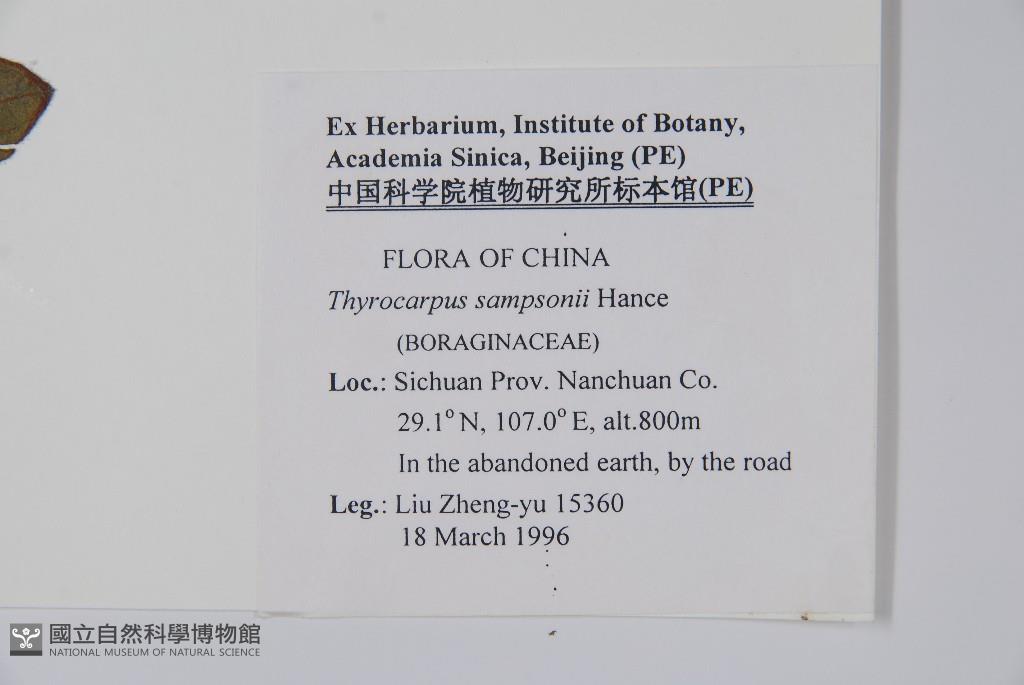 Ex Herbarium, Institute of Botany,
Academia Sinica, Beijing (PE)
中国科学院植物研究所标本馆(PE)
FLORA OF CHINA
Thyrocarpus sampsonii Hance
(BORAGINACEAE)
Loc.: Sichuan Prov. Nanchuan Co.
29.1° N, 107.0° E, alt.800m
In the abandoned earth, by the road
Leg.: Liu Zheng-yu 15360
18 March 1996
國立自然科學博物館
NATIONAL MUSEUM OF NATURAL SCIENCE